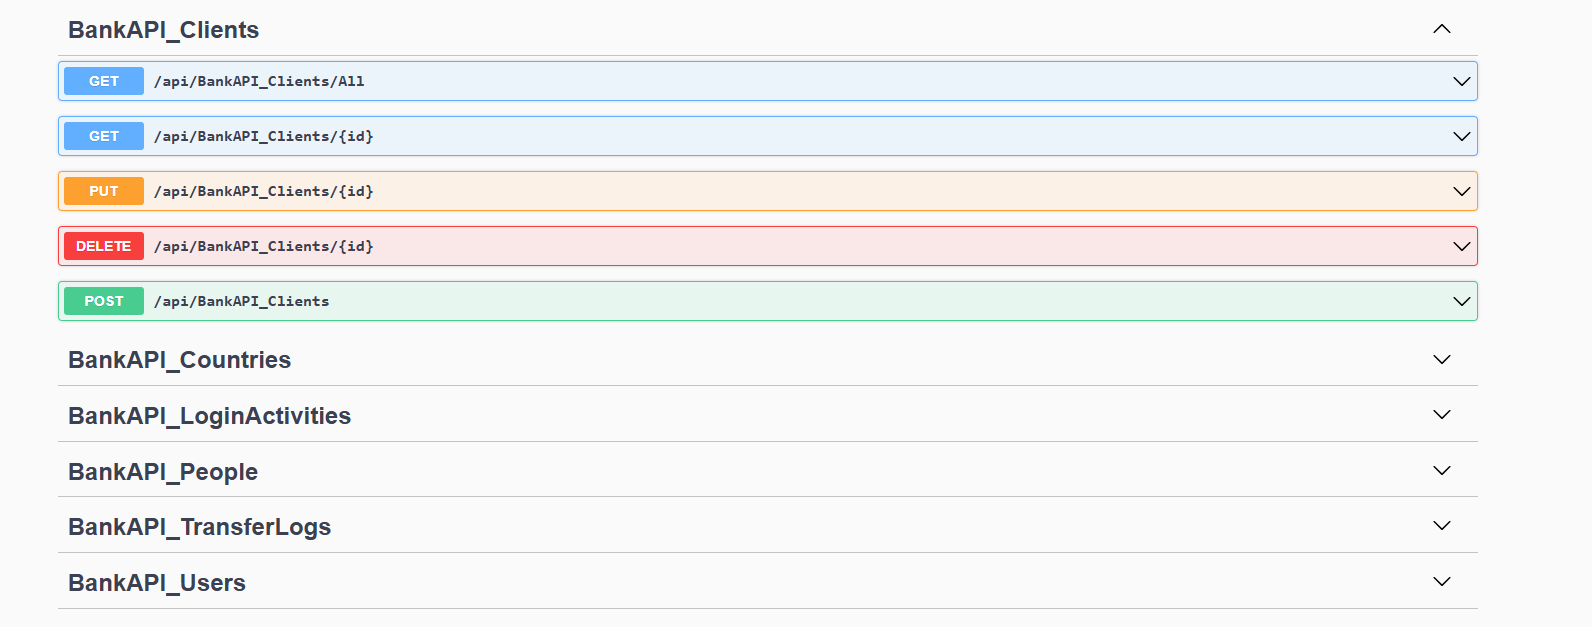 BankAPI_Clients
GET /api/BankAPI_Clients/All
GET /api/BankAPI_Clients/{id}
PUT /api/BankAPI_Clients/{id}
DELETE /api/BankAPI_Clients/{id}
POST /api/BankAPI_Clients
BankAPI_Countries
BankAPI_LoginActivities
BankAPI_People
BankAPI_TransferLogs
BankAPI_Users